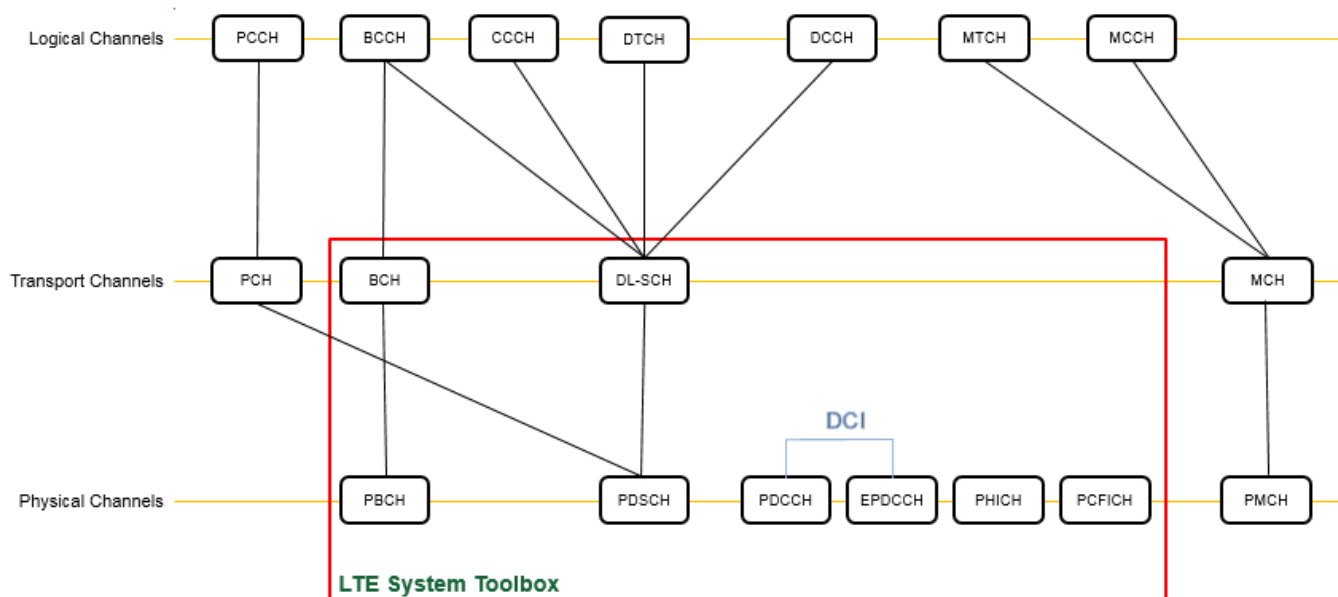 Logical Channels PCCH BCCH CCCH DTCH DCCH MTCH MCCH
Transport Channels PCH BCH DL-SCH MCH
DCI
Physical Channels PBCH PDSCH PDCCH EPDCCH PHICH PCFICH PMCH
LTE System Toolbox